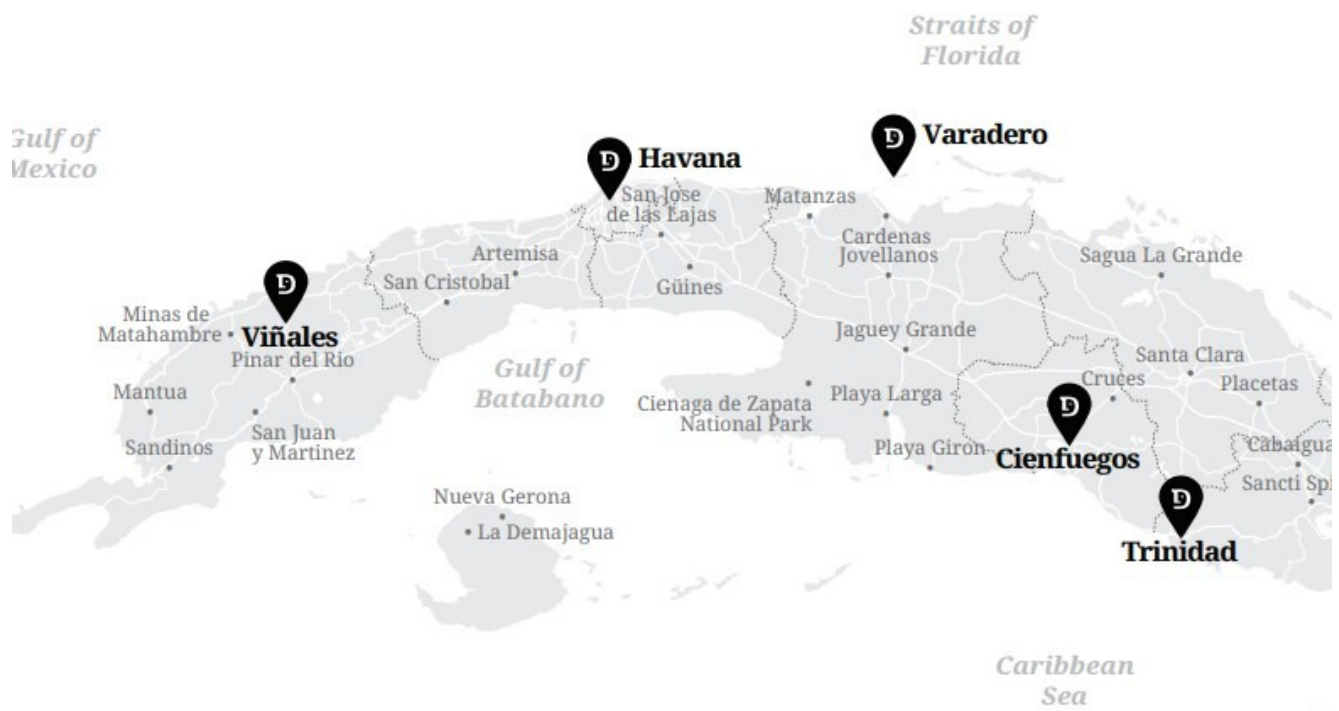 Straits of
Florida
Gulf of
Mexico
Varadero
Havana
San Jose
de las Lajas
Matanzas
Cardenas
Jovellanos
Artemisa
San Cristobal
Güines
Sagua La Grande
Minas de
Matahambre
Viñales
Pinar del Rio
Jaguey Grande
Gulf of
Batabano
Santa Clara
Cruces
Placetas
Mantua
Cienaga de Zapata
National Park
Playa Larga
San Juan
y Martinez
Sandinos
Playa Giron
Cienfuegos
Cabaigua
Sancti Spi
Nueva Gerona
La Demajagua
Trinidad
Caribbean
Sea